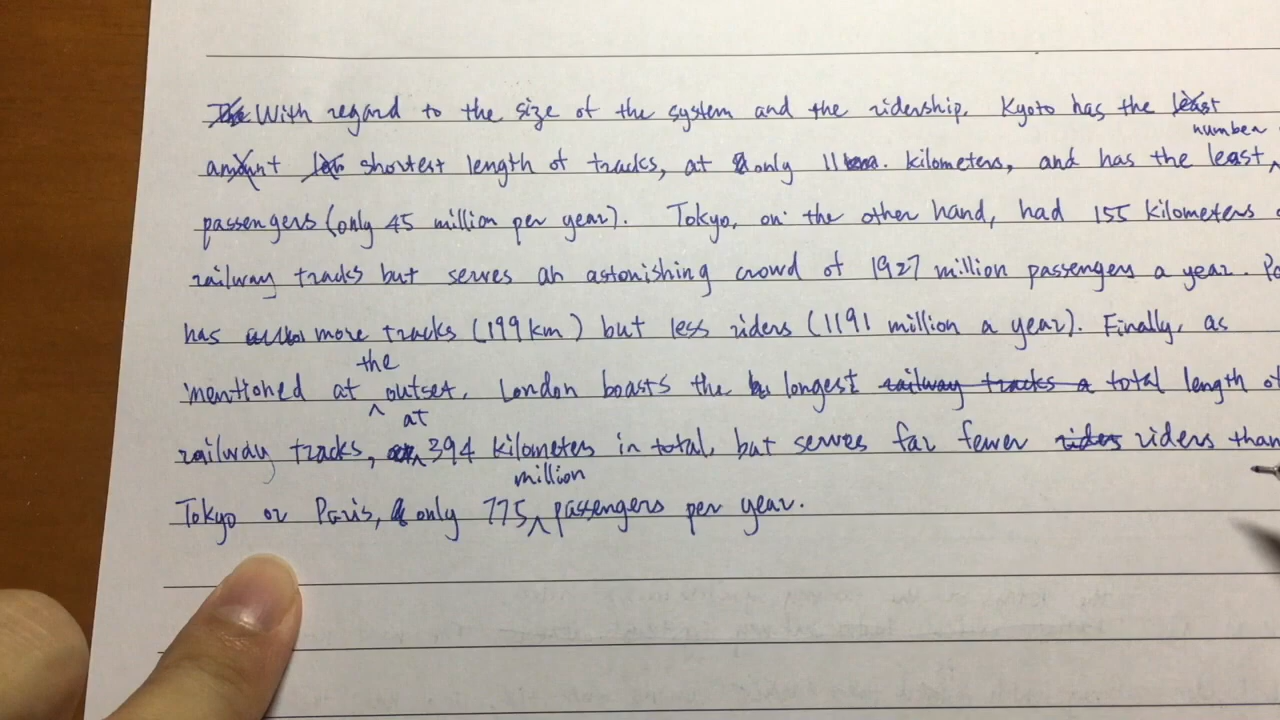 With regard to the size of the system and the ridership, Kyoto has the
number
shortest length of tracks, at only 11 kilometers, and has the least
passengers (only 45 million per year). Tokyo, on the other hand, had 155 kilometers
railway tracks but serves an astonishing crowd of 1927 million passengers a year.
has more tracks (199 km) but less riders (1191 million a year). Finally, as
the
mentioned at outset, London boasts the longest railway tracks total length of
at
railway tracks, 394 kilometers in total, but serves far fewer riders than
million
Tokyo or Paris, only 775 passengers per year.